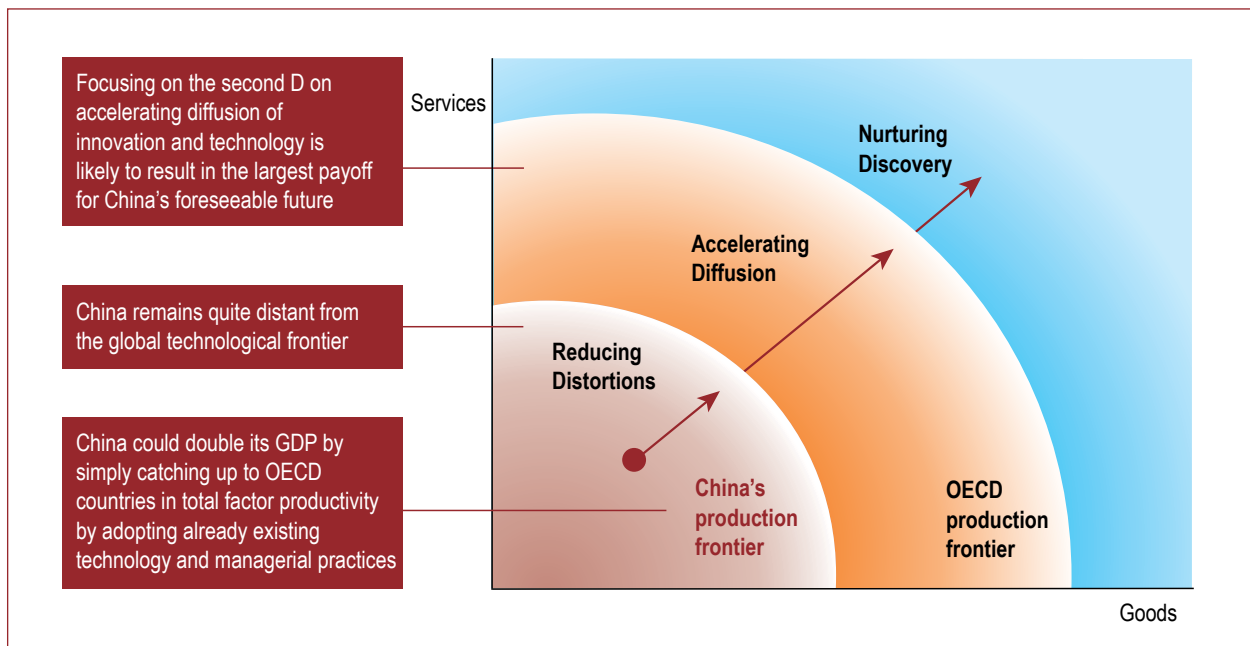 Focusing on the second D on
accelerating diffusion of
innovation and technology is
likely to result in the largest payoff
for China’s foreseeable future
China remains quite distant from
the global technological frontier
China could double its GDP by
simply catching up to OECD
countries in total factor productivity
by adopting already existing
technology and managerial practices
Services
Nurturing
Discovery
Accelerating
Diffusion
Reducing
Distortions
China’s
production
frontier
OECD
production
frontier
Goods